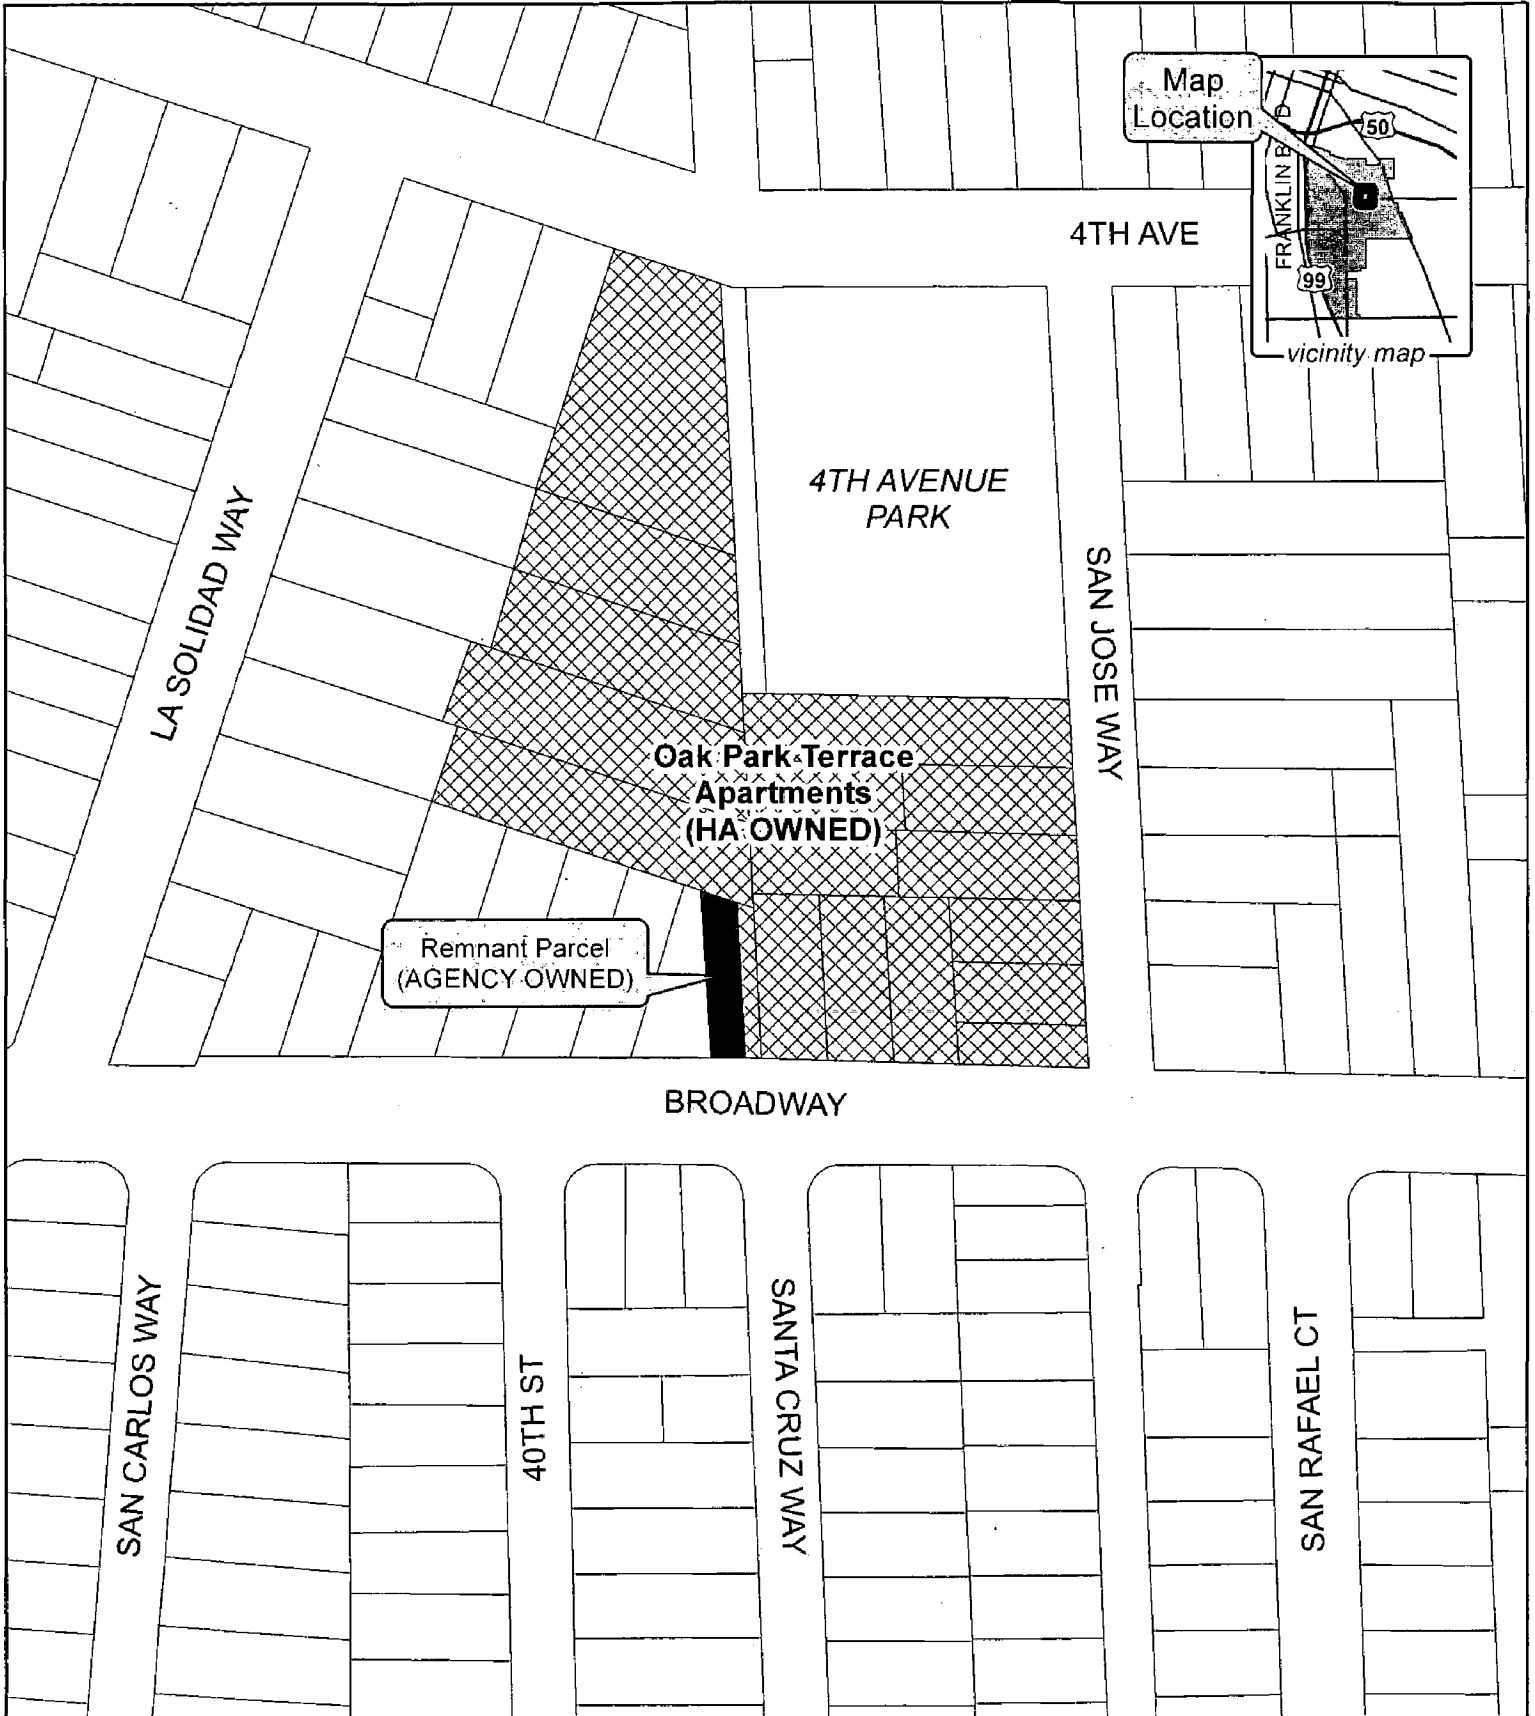 Map
Location
50
FRANKLIN B D
99
vicinity map
4TH AVE
4TH AVENUE
PARK
LA SOLIDAD WAY
SAN JOSE WAY
Oak Park Terrace
Apartments
(HA OWNED)
Remnant Parcel
(AGENCY OWNED)
BROADWAY
SAN CARLOS WAY
40TH ST
SANTA CRUZ WAY
SAN RAFAEL CT